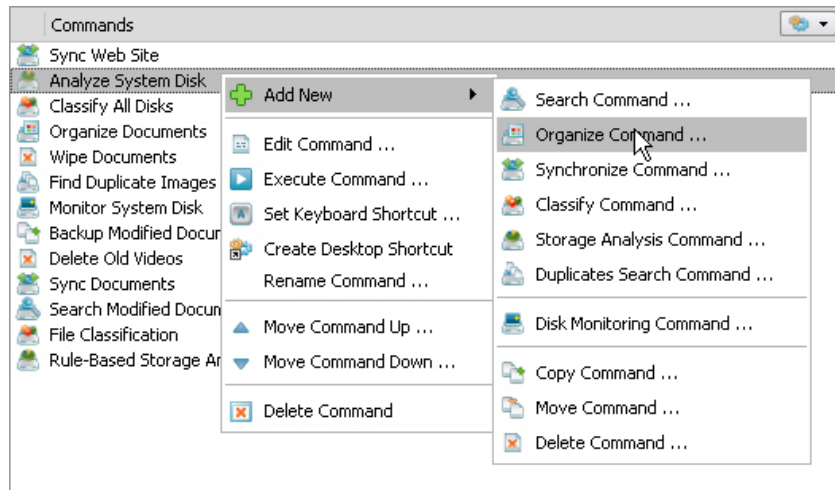 Commands
Sync Web Site
Analyze System Disk
Classify All Disks
Organize Documents
Wipe Documents
Find Duplicate Images
Monitor System Disk
Backup Modified Docur
Delete Old Videos
Sync Documents
Search Modified Docun
File Classification
Rule-Based Storage Ar
Add New
Edit Command ...
Execute Command ...
Set Keyboard Shortcut ...
Create Desktop Shortcut
Rename Command ...
Move Command Up ...
Move Command Down ...
Delete Command
Search Command ...
Organize Command ...
Synchronize Command ...
Classify Command ...
Storage Analysis Command ...
Duplicates Search Command ...
Disk Monitoring Command ...
Copy Command ...
Move Command ...
Delete Command ...